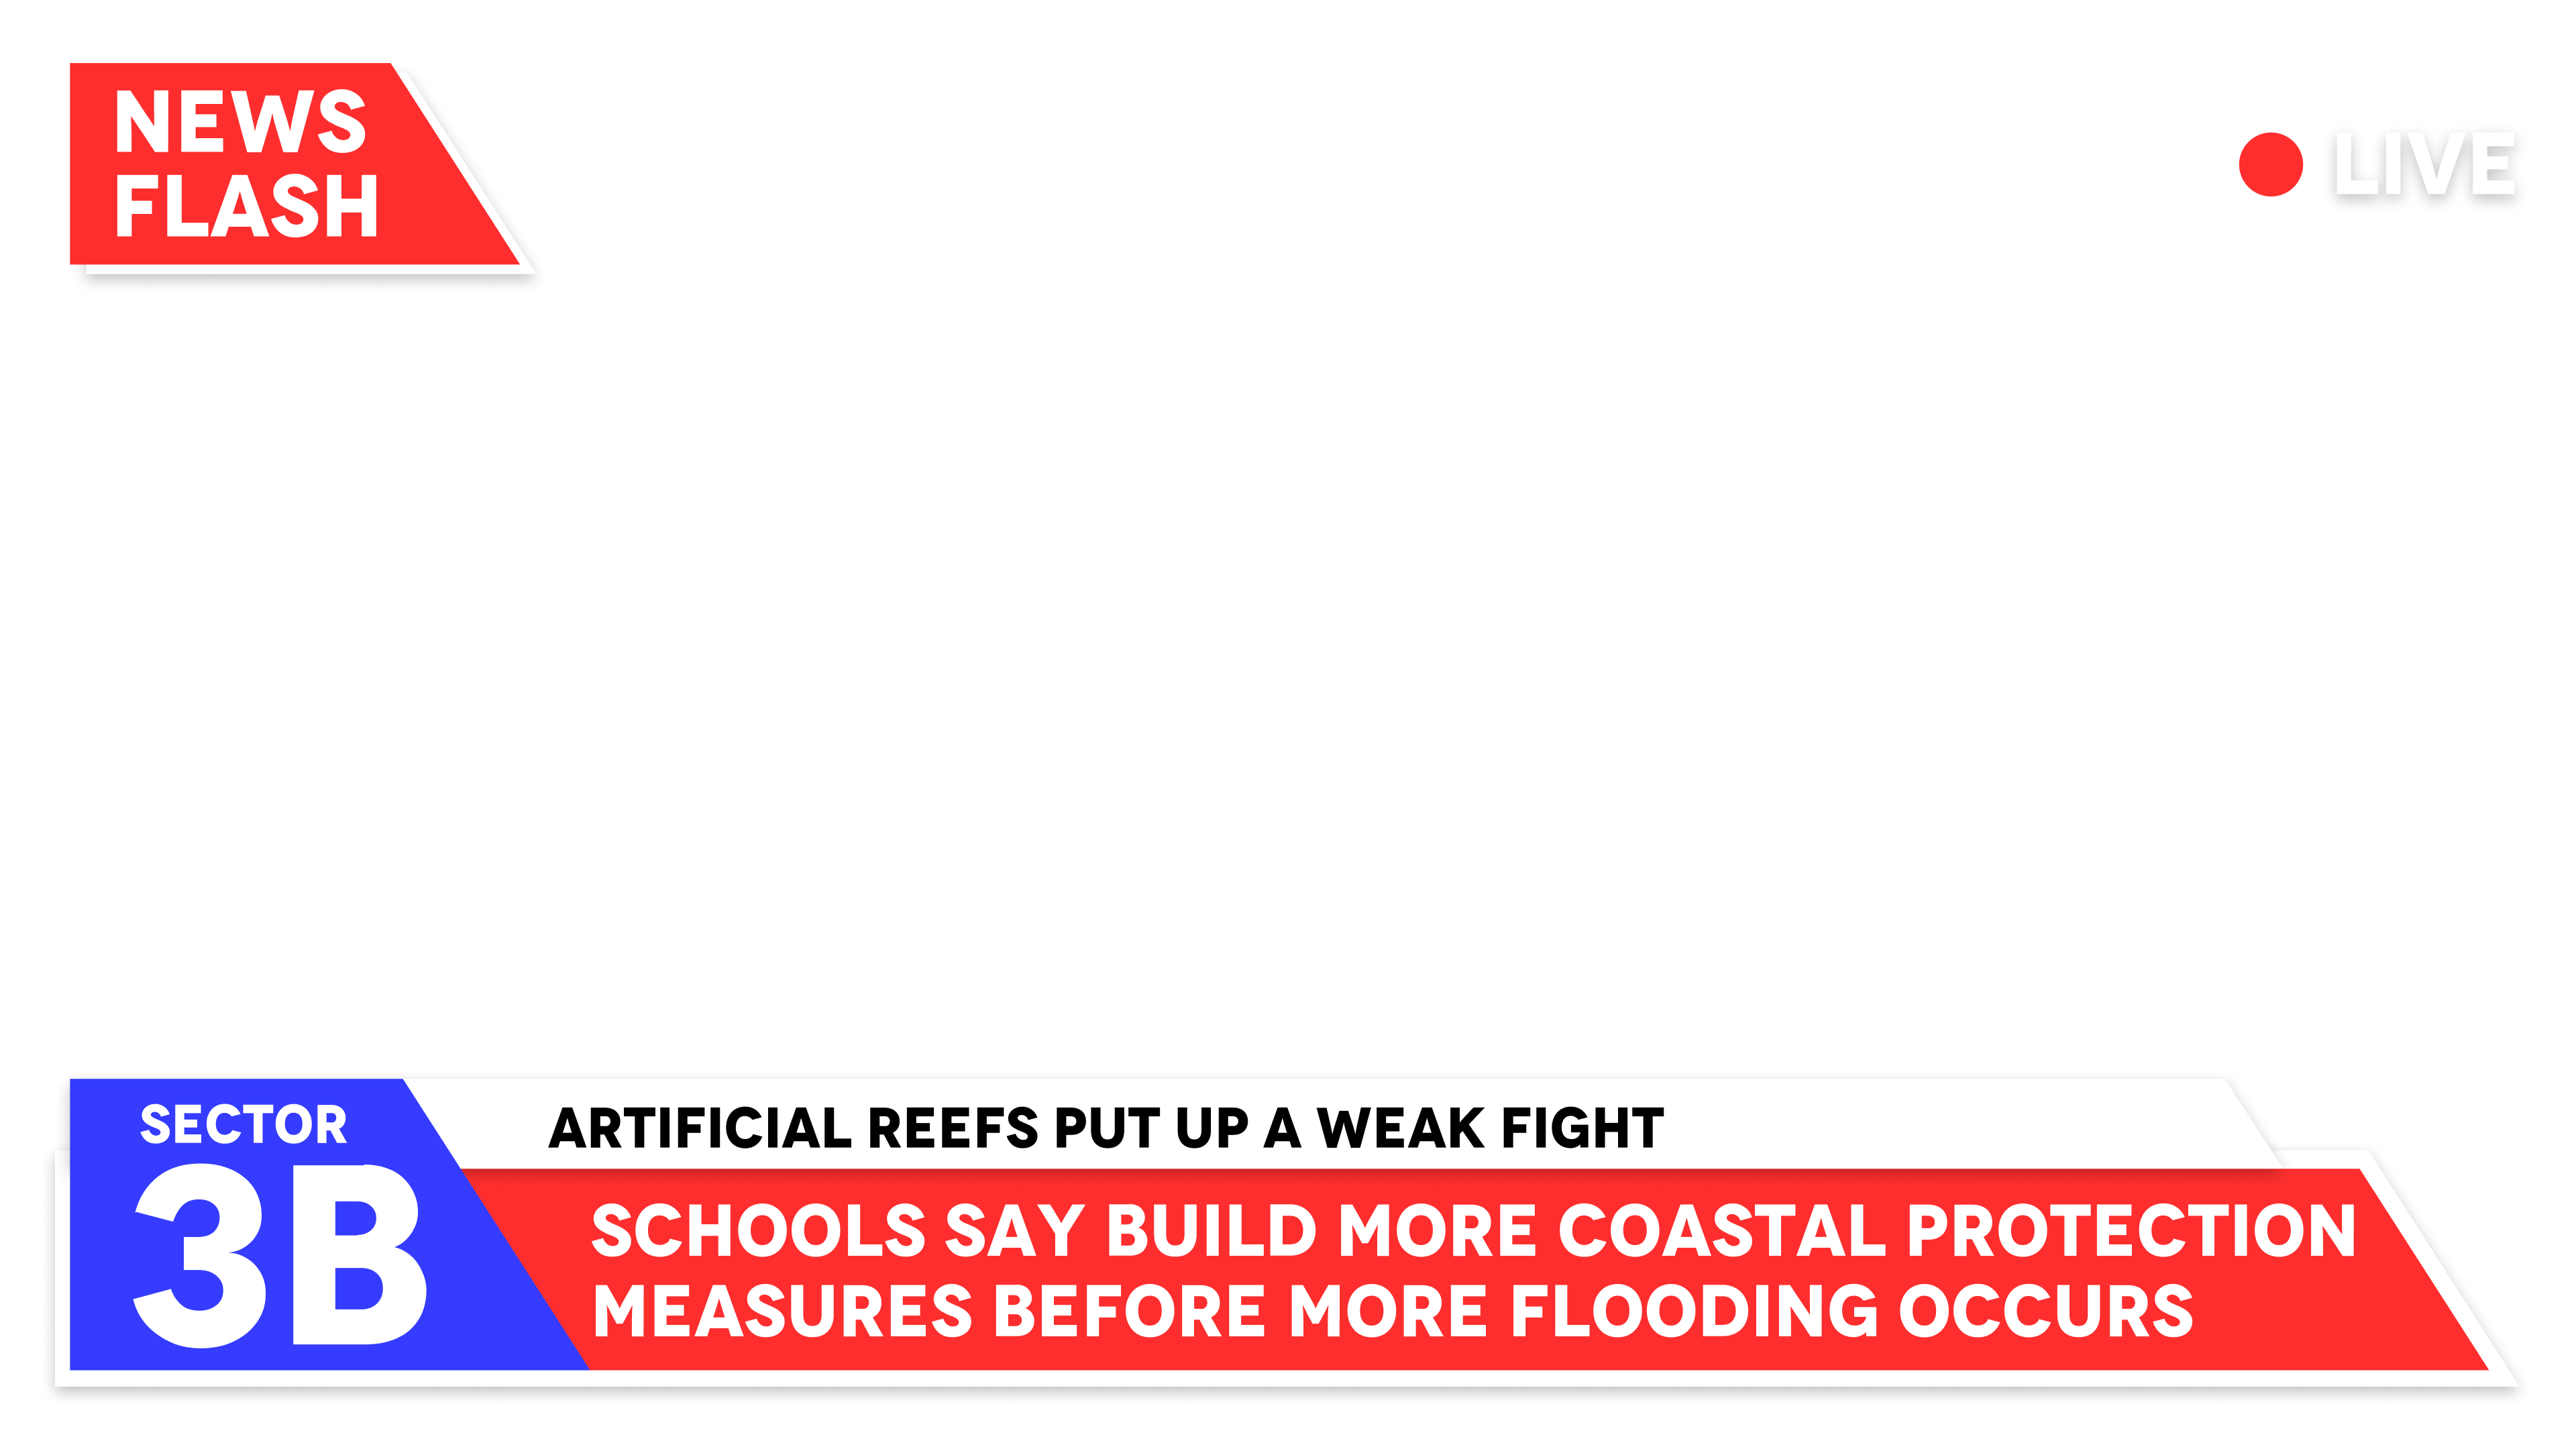 NEWS
FLASH
LIVE
SECTOR
3B
ARTIFICIAL REEFS PUT UP A WEAK FIGHT
SCHOOLS SAY BUILD MORE COASTAL PROTECTION
MEASURES BEFORE MORE FLOODING OCCURS